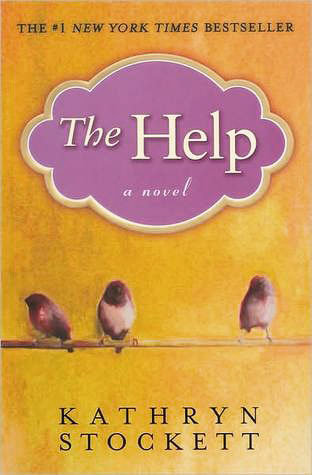 THE #1 NEW YORK TIMES BESTSELLER
The Help
a novel
KATHRYN
STOCKETT